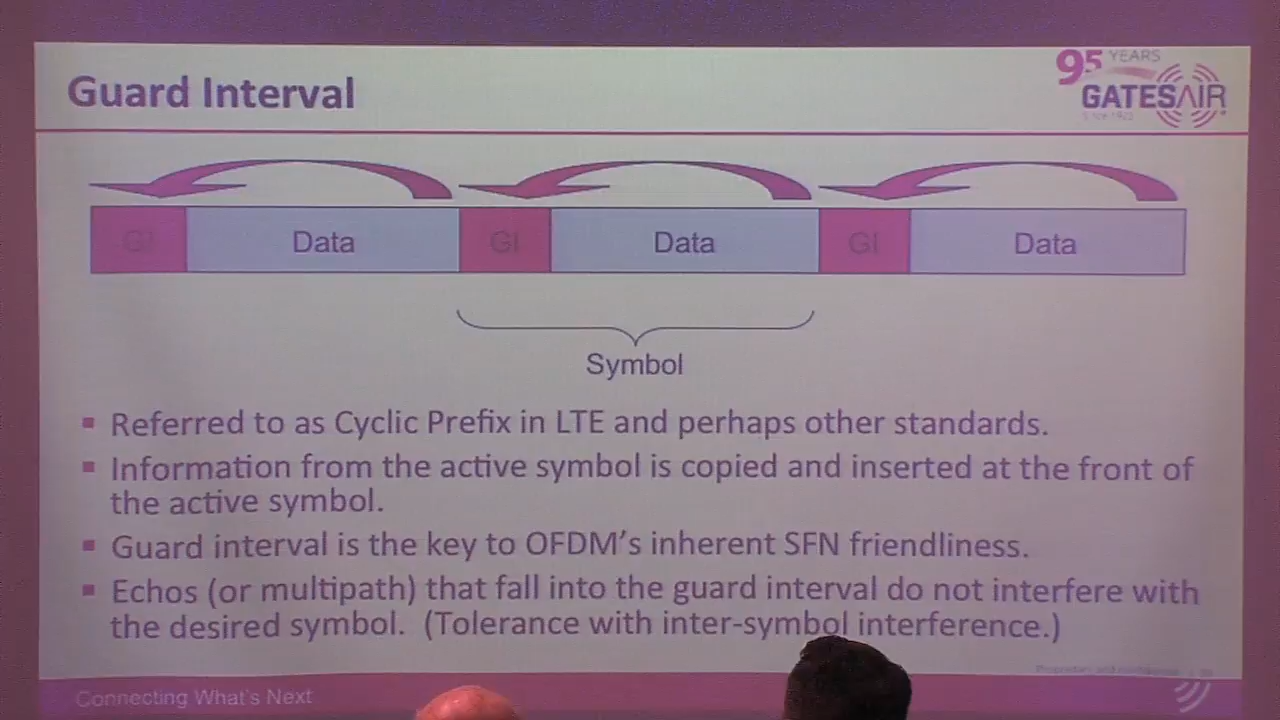 Guard Interval
95 YEARS
GATESAIR
GI Data GI Data GI Data
Symbol
Referred to as Cyclic Prefix in LTE and perhaps other standards.
Information from the active symbol is copied and inserted at the front of
the active symbol.
Guard interval is the key to OFDM's inherent SFN friendliness.
Echos (or multipath) that fall into the guard interval do not interfere with
the desired symbol. (Tolerance with inter-symbol interference.)
Proprietary and confidential
Connecting What's Next